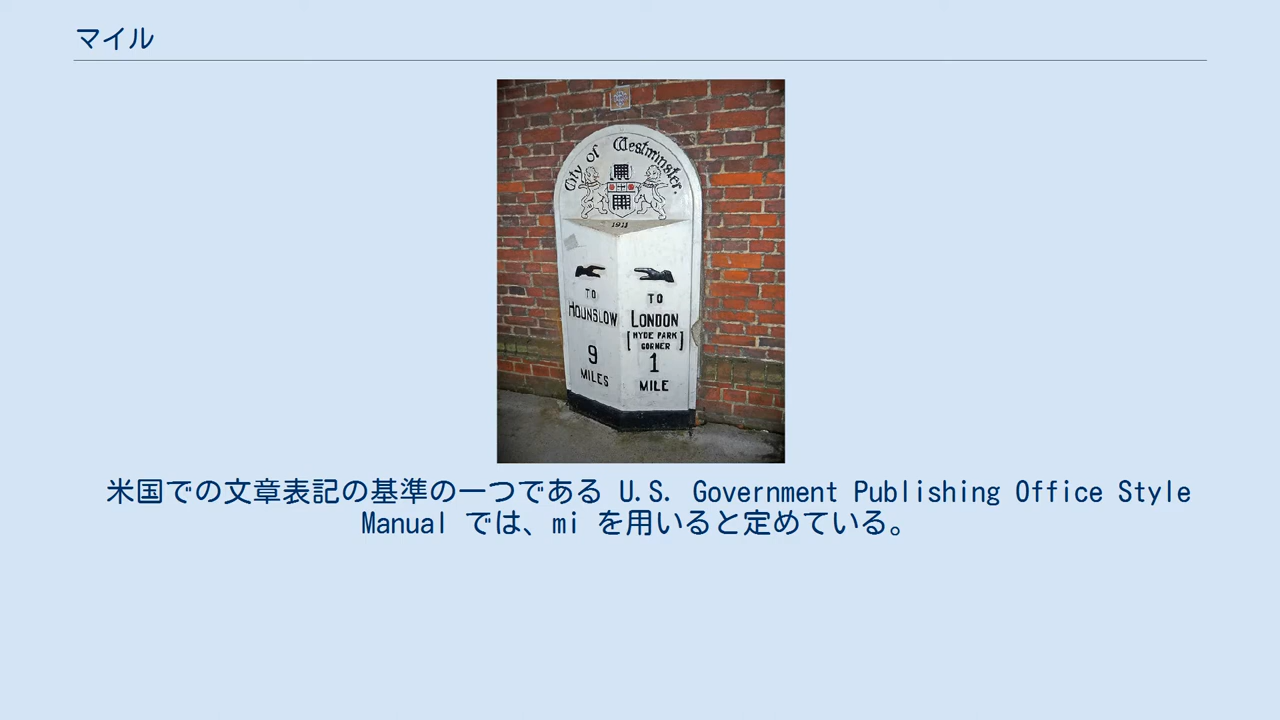 マイル
City of Westminster.
1911
TO
HOUNSLOW
9
MILES
TO
LONDON
[HYDE PARK
CORNER]
1
MILE
米国での文章表記の基準の一つである U.S. Government Publishing Office Style
Manual では、mi を用いると定めている。